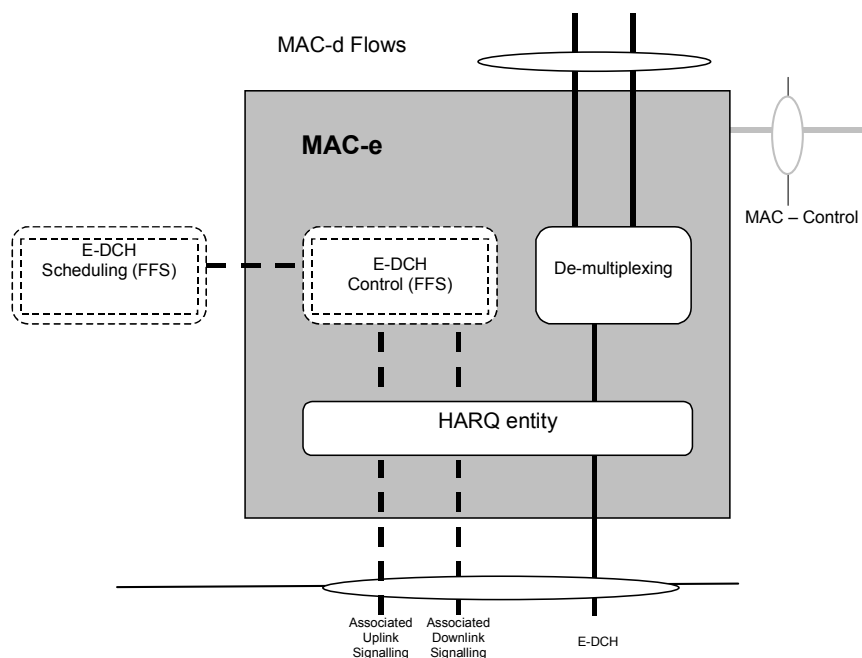 MAC-d Flows
MAC-e
MAC – Control
E-DCH
Scheduling (FFS)
E-DCH
Control (FFS)
De-multiplexing
HARQ entity
Associated
Uplink
Signalling
Associated
Downlink
Signalling
E-DCH